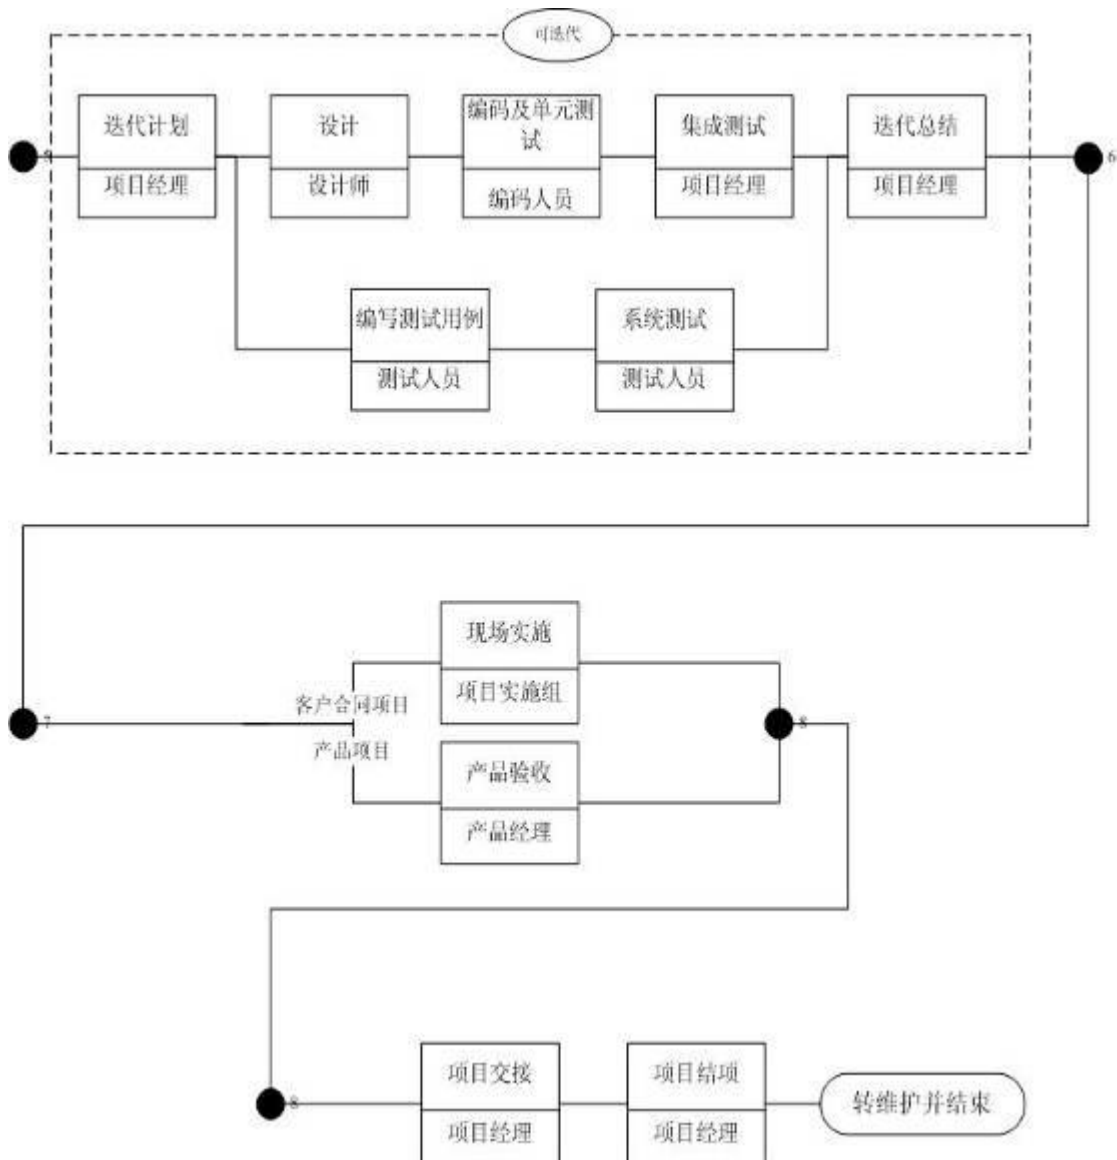 可迭代
迭代计划
项目经理
设计
设计师
编码及单元测
试
编码人员
集成测试
项目经理
迭代总结
项目经理
6
编写测试用例
测试人员
系统测试
测试人员
现场实施
项目实施组
客户合同项目
7
8
产品项目
产品验收
产品经理
项目交接
项目经理
项目结项
项目经理
8
转维护并结束